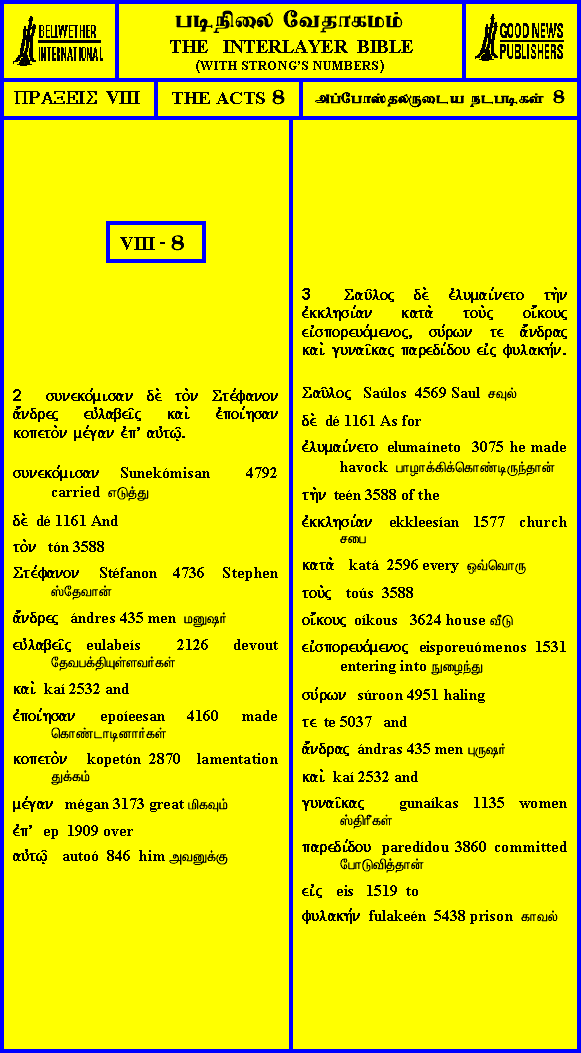 BELLWETHER
INTERNATIONAL
படிநிலை வேதாகமம்
THE INTERLAYER BIBLE
(WITH STRONG'S NUMBERS)
GOOD NEWS
PUBLISHERS
ΠΡΑΞΕΙΣ VIII
THE ACTS 8
அப்போஸ்தலருடைய நடபடிகள் 8
VIII - 8
2 συνεκόμισαν δὲ τὸν Στέφανον
ἄνδρες εὐλαβεῖς καὶ ἐποίησαν
κοπετὸν μέγαν ἐπ' αὐτῷ.
συνεκόμισαν Sunekómisan 4792
carried எடுத்து
δὲ dé 1161 And
τὸν tón 3588
Στέφανον Stéfanon 4736 Stephen
ஸ்தேவான்
ἄνδρες ándres 435 men மனுஷர்
εὐλαβεῖς eulabeís 2126 devout
தேவபக்தியுள்ளவர்கள்
καὶ kaí 2532 and
ἐποίησαν epoíeesan 4160 made
கொண்டாடினார்கள்
κοπετὸν kopetón 2870 lamentation
துக்கம்
μέγαν mégan 3173 great மிகவும்
ἐπ' ep 1909 over
αὐτῷ autoó 846 him அவனுக்கு
3 Σαῦλος δὲ ἐλυμαίνετο τὴν
ἐκκλησίαν κατὰ τοὺς οἴκους
εἰσπορευόμενος, σύρων τε ἄνδρας
καὶ γυναῖκας παρεδίδου εἰς φυλακήν.
Σαῦλος Saúlos 4569 Saul சவுல்
δὲ dé 1161 As for
ἐλυμαίνετο elumaíneto 3075 he made
havock பாழாக்கிக்கொண்டிருந்தான்
τὴν teén 3588 of the
ἐκκλησίαν ekkleesían 1577 church
சபை
κατὰ katá 2596 every ஒவ்வொரு
τοὺς toús 3588
οἴκους oíkous 3624 house வீடு
εἰσπορευόμενος eisporeuómenos 1531
entering into நுழைந்து
σύρων súroon 4951 haling
τε te 5037 and
ἄνδρας ándras 435 men புருஷர்
καὶ kaí 2532 and
γυναῖκας gunaíkas 1135 women
ஸ்திரீகள்
παρεδίδου paredídou 3860 committed
போடுவித்தான்
εἰς eis 1519 to
φυλακήν fulakeén 5438 prison காவல்